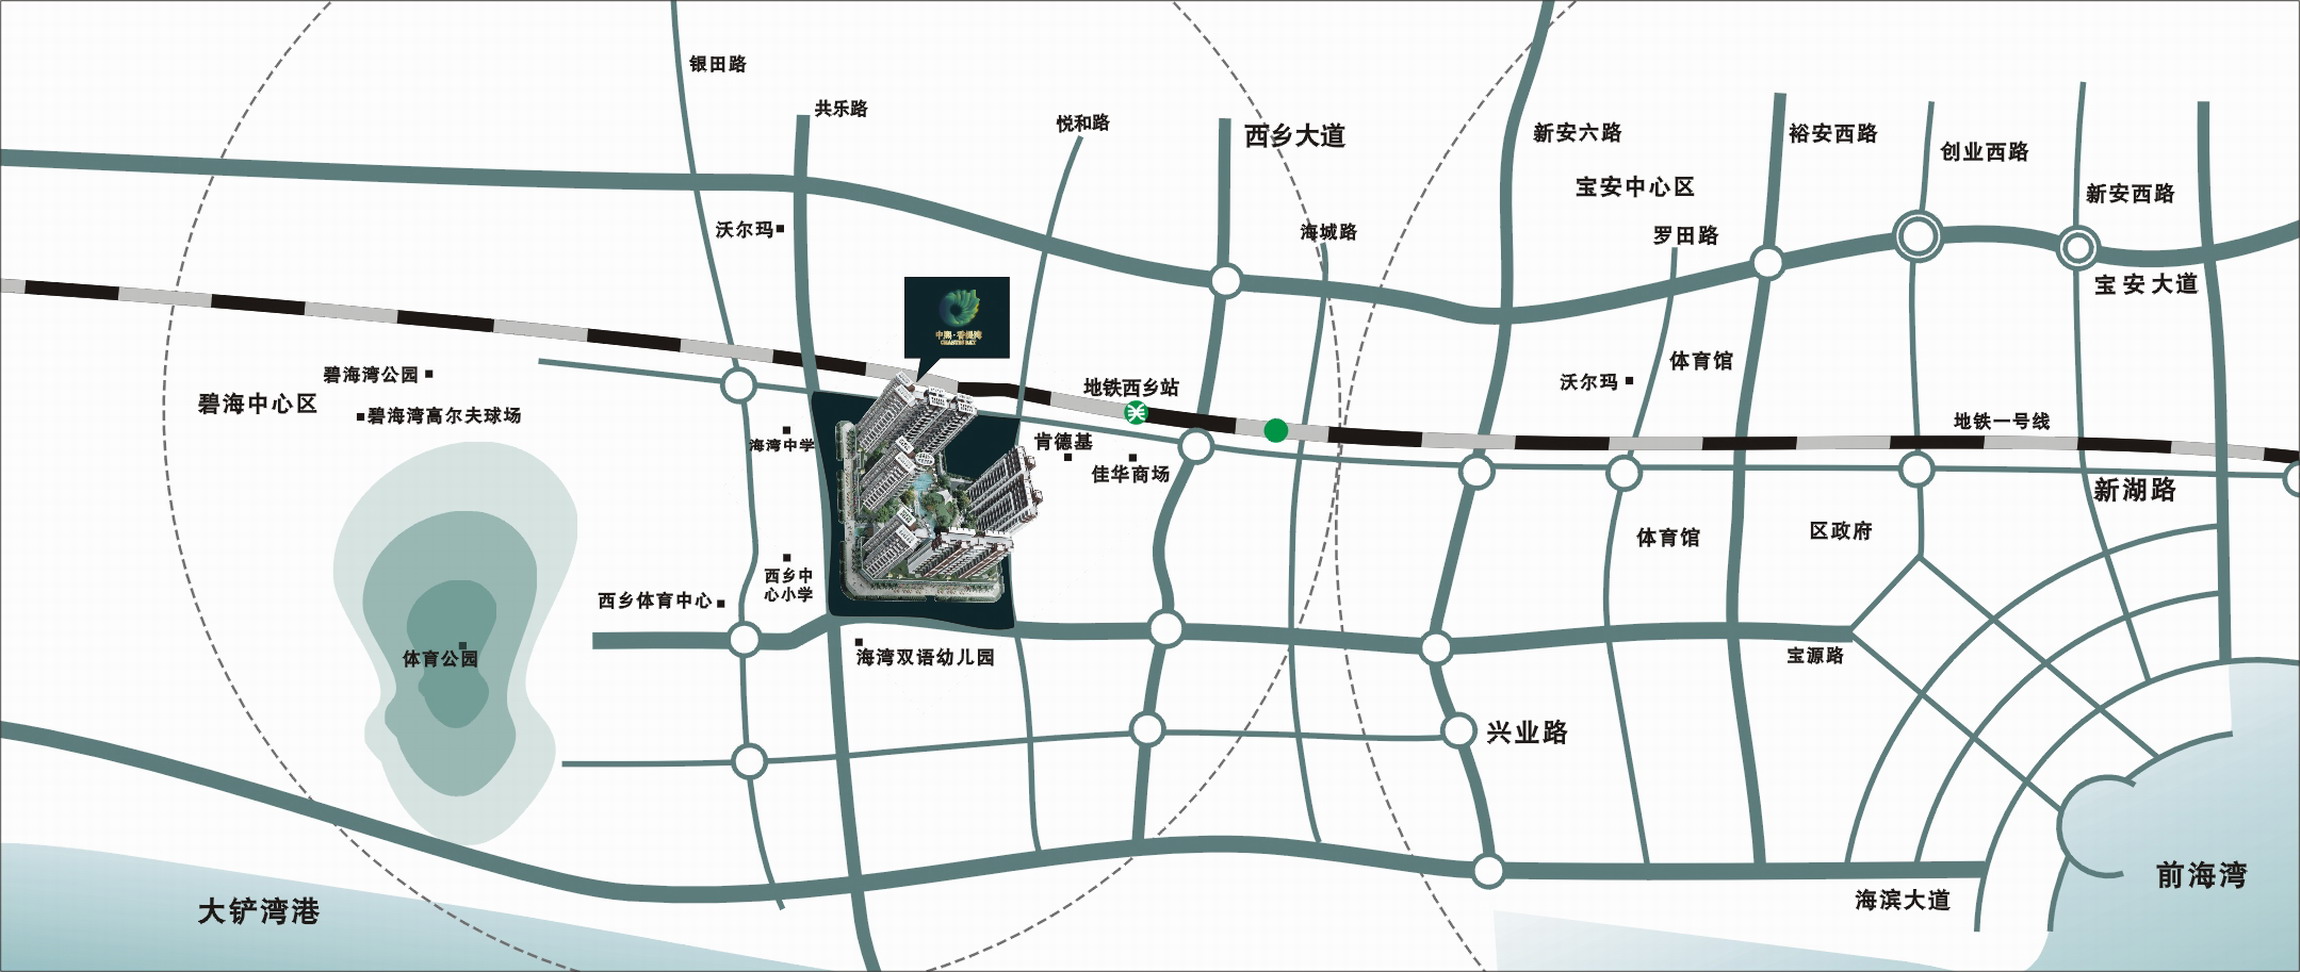 银田路
共乐路
悦和路
西乡大道
新安六路
裕安西路
创业西路
宝安中心区
新安西路
沃尔玛
海城路
罗田路
宝安大道
中熙·香缇湾
碧海湾公园
碧海中心区
碧海湾高尔夫球场
地铁西乡站
沃尔玛
体育馆
地铁一号线
海湾中学
肯德基
佳华商场
新湖路
体育馆
区政府
西乡中
心小学
西乡体育中心
体育公园
海湾双语幼儿园
宝源路
兴业路
大铲湾港
海滨大道
前海湾